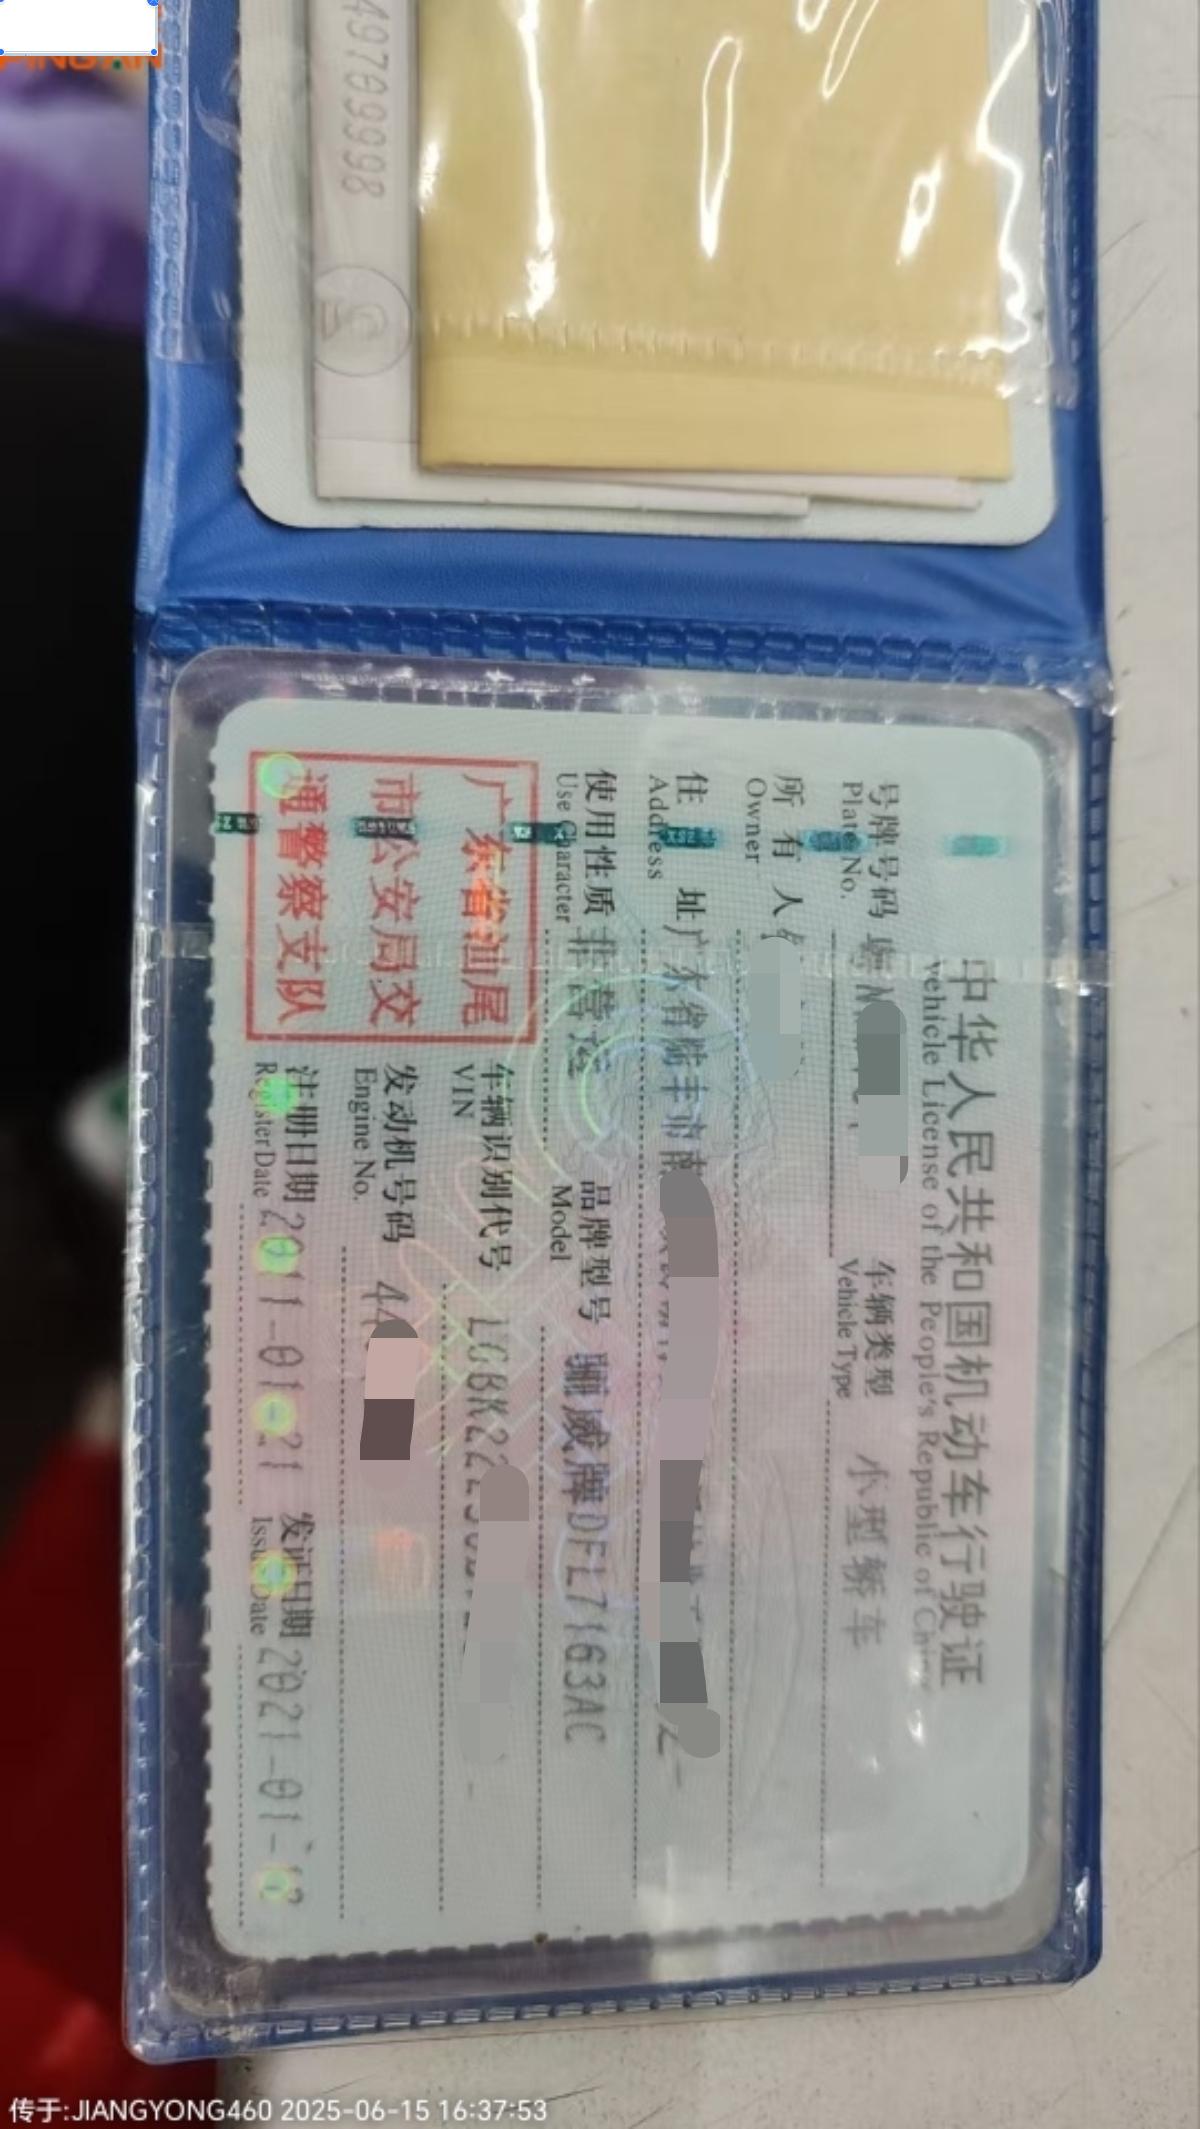 49709998
中华人民共和国机动车行驶证
Vehicle License of the People's Republic of China
号牌号码
Plate No.
车辆类型 小型轿车
Vehicle Type
所有人
Owner
住址 广东省陆丰市南
Address
使用性质 非营运
Use Character
品牌型号 骊威牌DFL7163AC
Model
广东省汕尾
市公安局交
通警察支队
车辆识别代号 LGBK22
VIN
发动机号码 44
Engine No.
注册日期 2011-01-21
Register Date
发证日期 2021-01-
Issue Date
传于:JIANGYONG460 2025-06-15 16:37:53